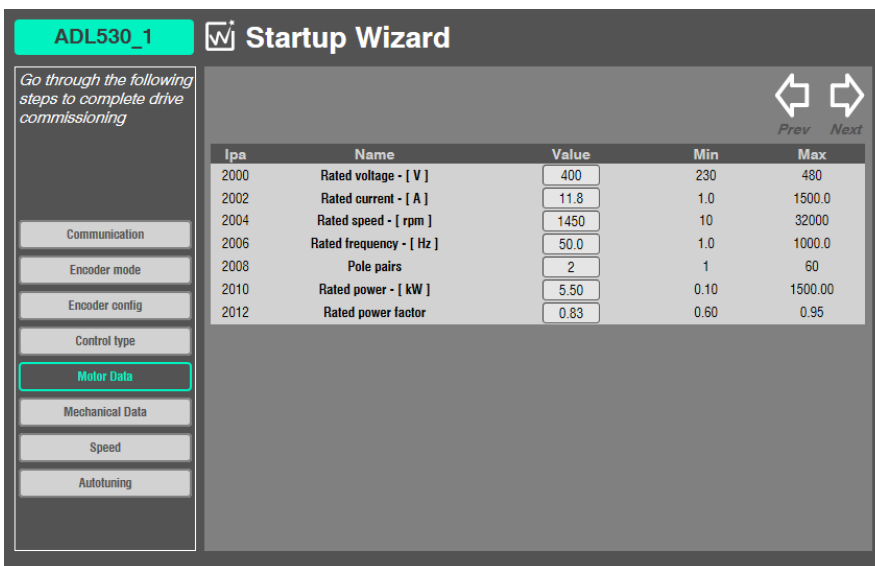 ADL530_1
Startup Wizard
Go through the following
steps to complete drive
commissioning
Communication
Encoder mode
Encoder config
Control type
Motor Data
Mechanical Data
Speed
Autotuning
Prev Next
Ipa Name Value Min Max
2000 Rated voltage - [ V ] 400 230 480
2002 Rated current - [ A ] 11.8 1.0 1500.0
2004 Rated speed - [ rpm ] 1450 10 32000
2006 Rated frequency - [ Hz ] 50.0 1.0 1000.0
2008 Pole pairs 2 1 60
2010 Rated power - [ kW ] 5.50 0.10 1500.00
2012 Rated power factor 0.83 0.60 0.95